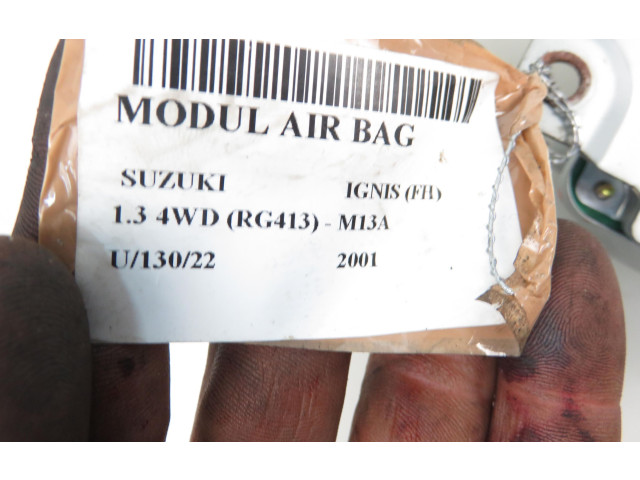 MODUL AIR BAG
SUZUKI IGNIS (FH)
1.3 4WD (RG413) - M13A
U/130/22 2001